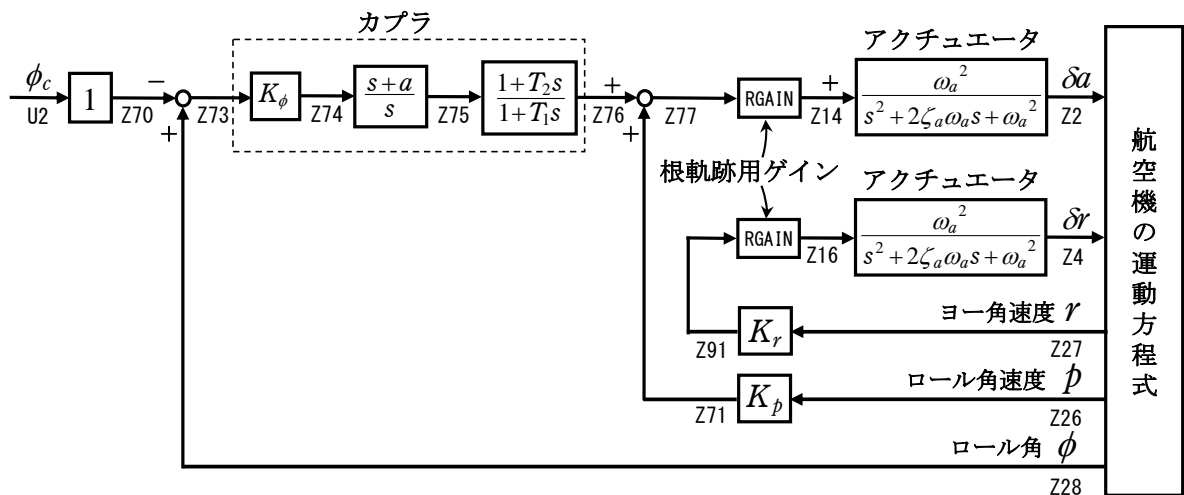 カプラ
アクチュエータ
φc
U2
1
−
Z70
+
Z73
Kφ
Z74
s+a
s
Z75
1+T₂s
1+T₁s
+
Z76
+
Z77
RGAIN
+
Z14
ωa²
s²+2ζaωas+ωa²
δa
Z2
根軌跡用ゲイン
アクチュエータ
RGAIN
Z16
ωa²
s²+2ζaωas+ωa²
δr
Z4
航空機の運動方程式
Z91
Kr
ヨー角速度 r
Z27
Z71
Kp
ロール角速度 p
Z26
ロール角 φ
Z28